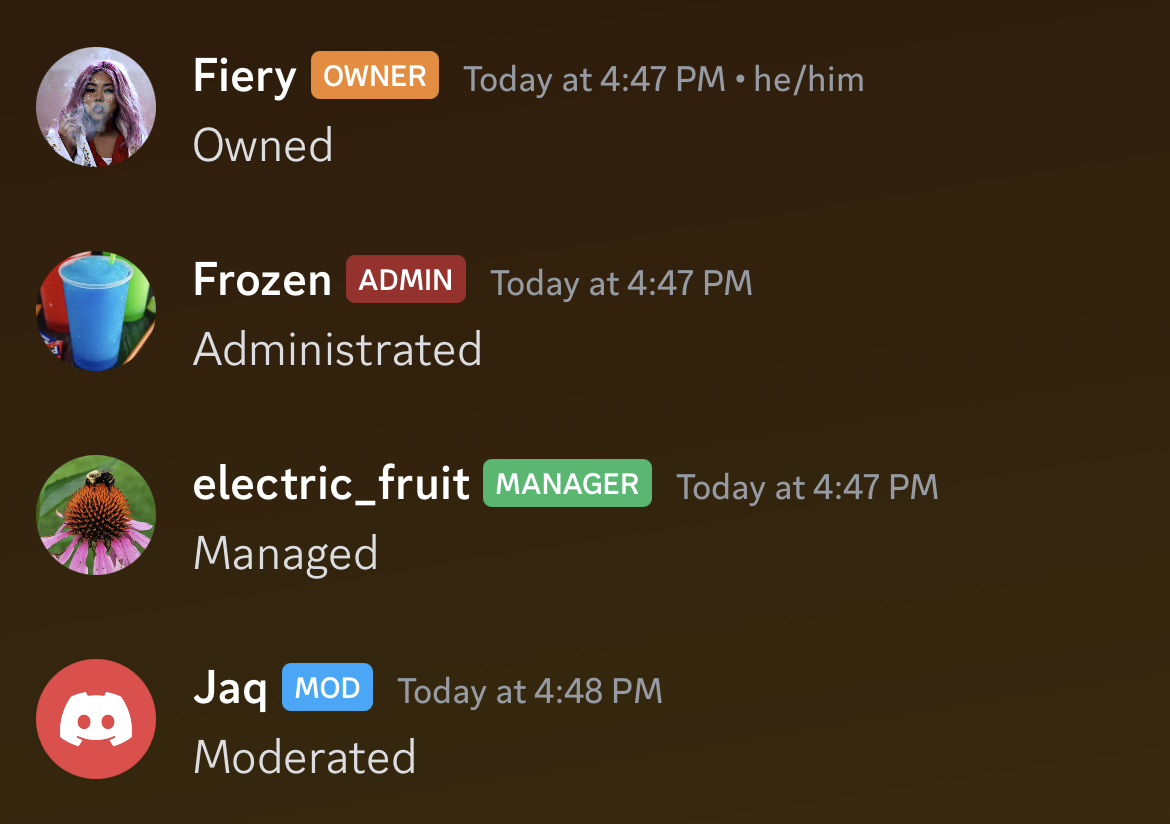 Fiery OWNER Today at 4:47 PM • he/him
Owned
Frozen ADMIN Today at 4:47 PM
Administrated
electric_fruit MANAGER Today at 4:47 PM
Managed
Jaq MOD Today at 4:48 PM
Moderated